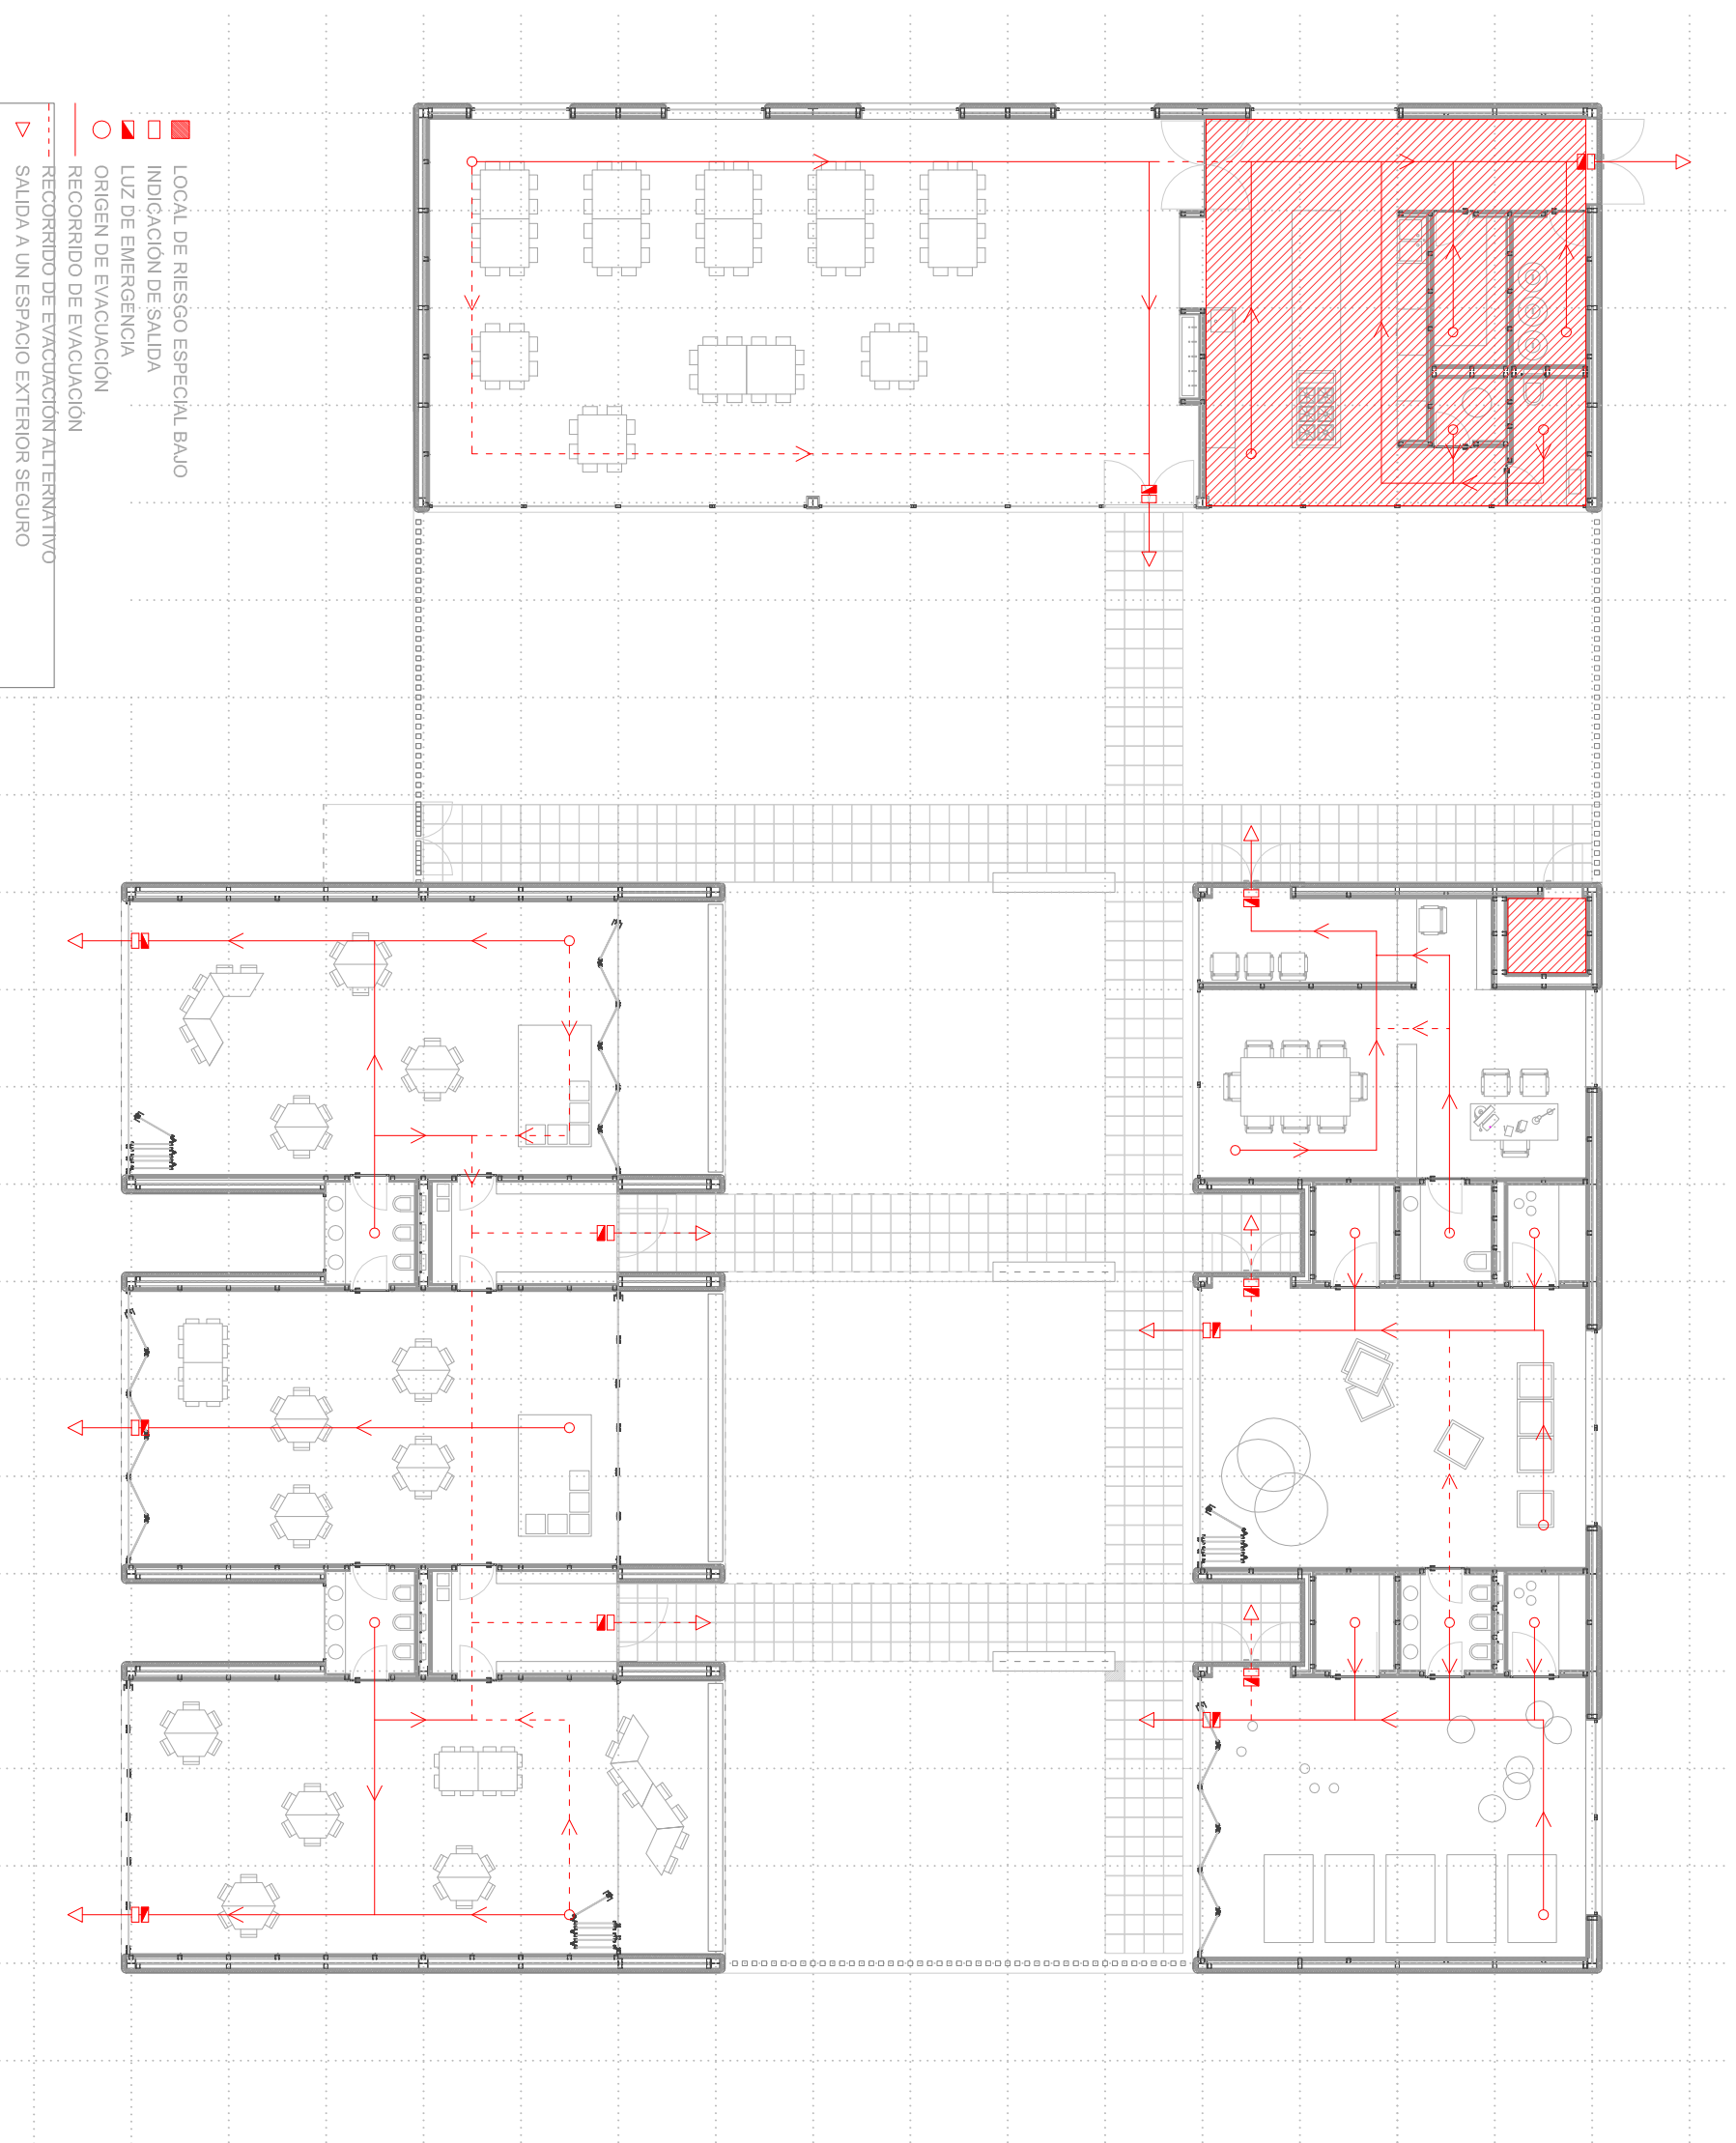 LOCAL DE RIESGO ESPECIAL BAJO
INDICACIÓN DE SALIDA
LUZ DE EMERGENCIA
ORIGEN DE EVACUACIÓN
RECORRIDO DE EVACUACIÓN
RECORRIDO DE EVACUACIÓN ALTERNATIVO
SALIDA A UN ESPACIO EXTERIOR SEGURO